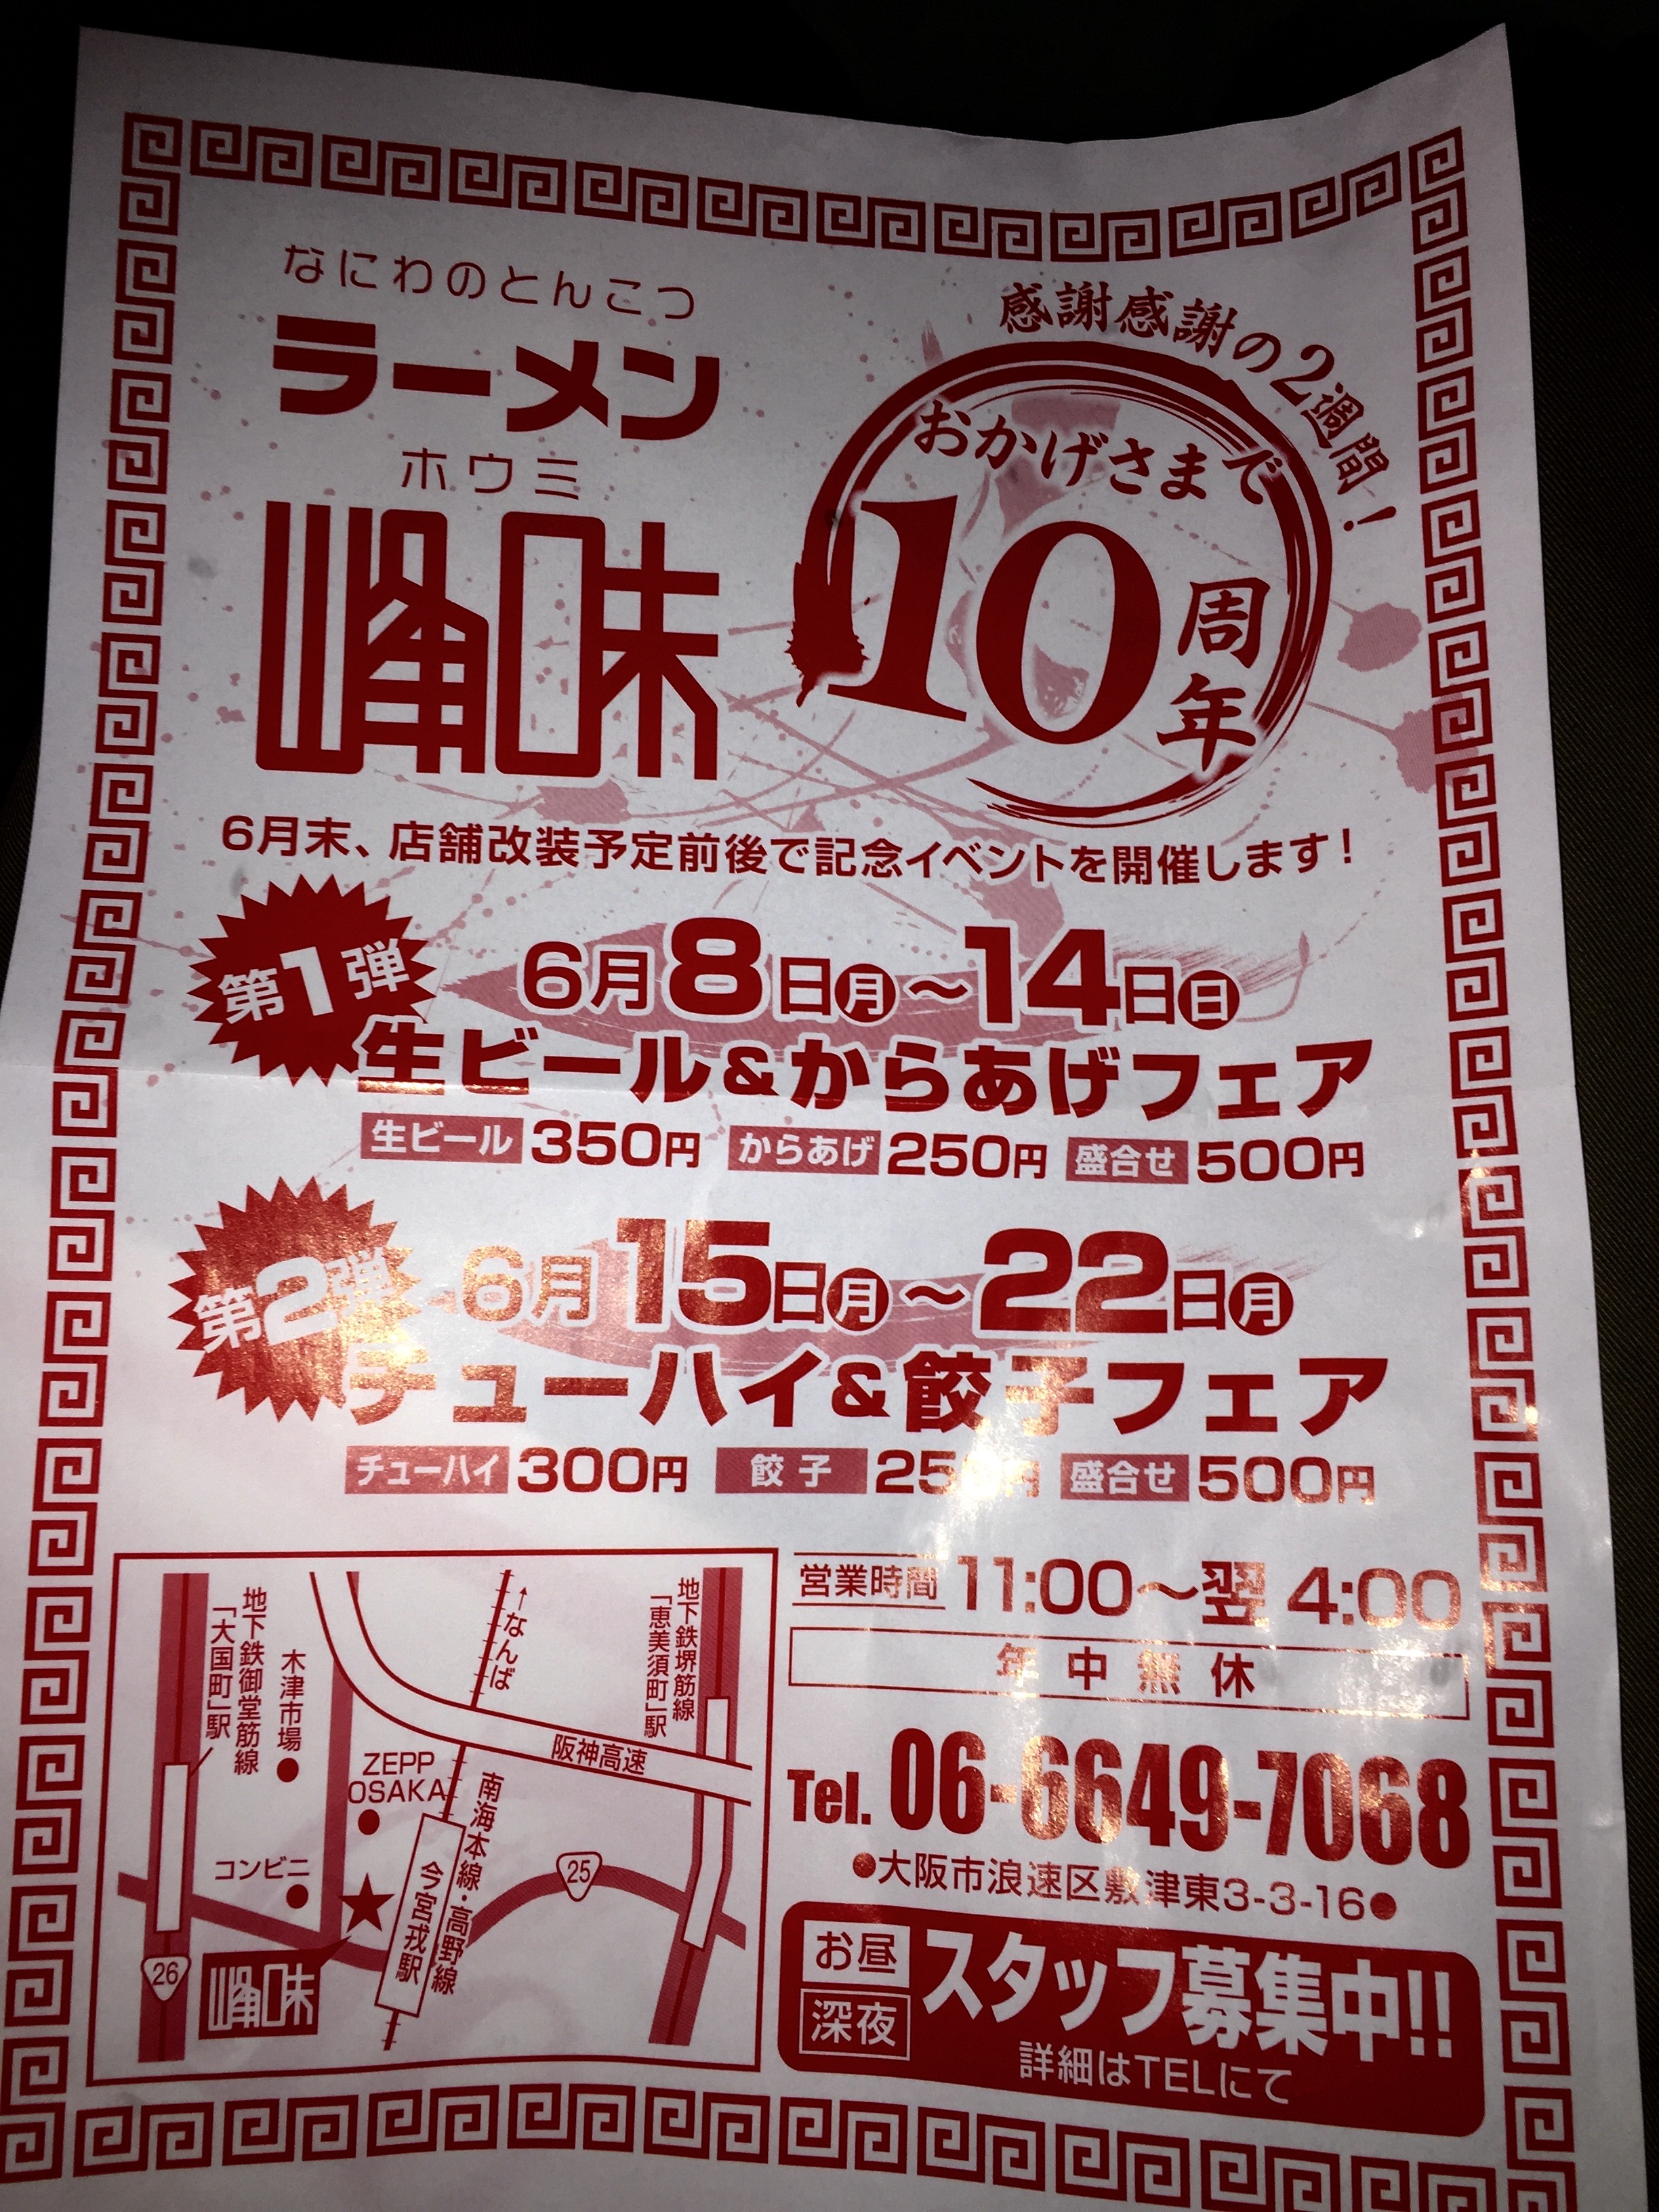 なにわのとんこつ
ラーメン
ホウミ
峰味
感謝感謝の2週間！
おかげさまで
10周年
6月末、店舗改装予定前後で記念イベントを開催します！
第1弾
6月8日月～14日日
生ビール&からあげフェア
生ビール 350円 からあげ 250円 盛合せ 500円
第2弾
6月15日月～22日月
チューハイ&餃子フェア
チューハイ 300円 餃子 25 円 盛合せ 500円
営業時間 11:00～翌4:00
年中無休
Tel. 06-6649-7068
●大阪市浪速区敷津東3-3-16●
お昼
深夜
スタッフ募集中!!
詳細はTELにて
地下鉄御堂筋線
「大国町」駅
木津市場
←なんば
地下鉄堺筋線
「恵美須町」駅
阪神高速
ZEPP
OSAKA
南海本線・高野線
今宮戎駅
コンビニ
25
26
峰味